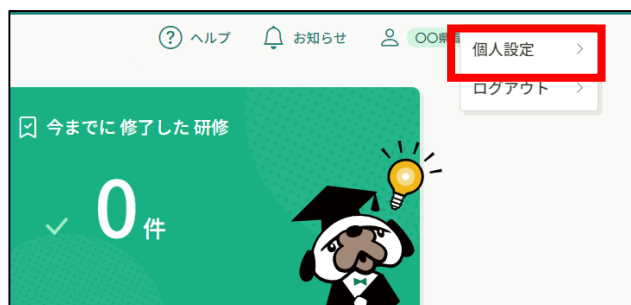 ヘルプ
お知らせ
〇〇県
個人設定
ログアウト
今までに修了した研修
0件